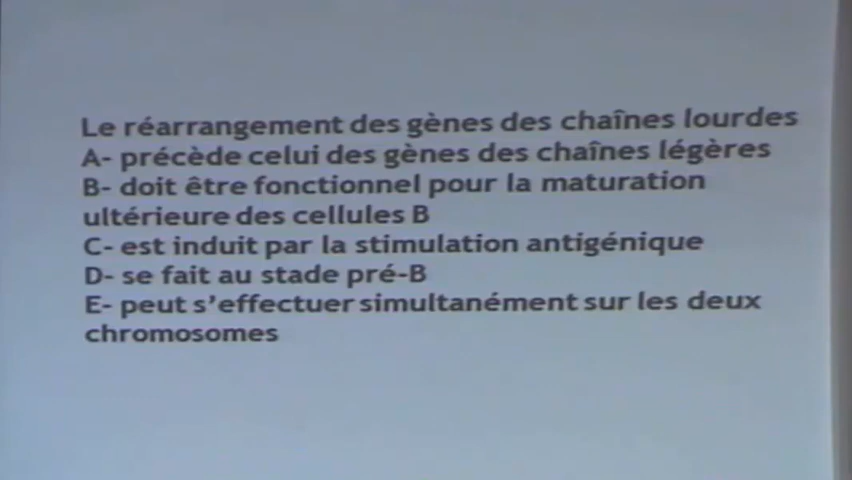 Le réarrangement des gènes des chaînes lourdes
A- précède celui des gènes des chaînes légères
B- doit être fonctionnel pour la maturation
ultérieure des cellules B
C- est induit par la stimulation antigénique
D- se fait au stade pré-B
E- peut s'effectuer simultanément sur les deux
chromosomes